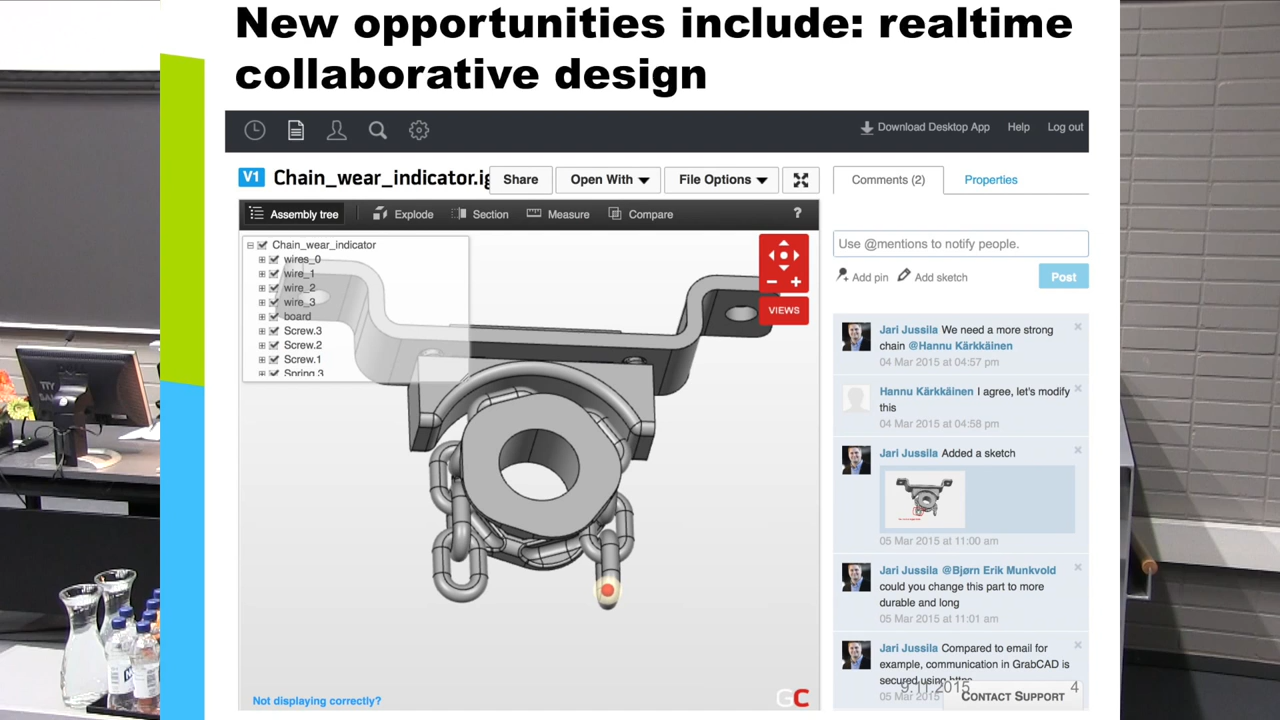 New opportunities include: realtime
collaborative design
Download Desktop App Help Log out
V1 Chain_wear_indicator.ig
Share
Open With
File Options
Comments (2)
Properties
Assembly tree
Explode
Section
Measure
Compare
?
Chain_wear_indicator
wires_0
wire_1
wire_2
wire_3
board
Screw.3
Screw.2
Screw.1
Spring.3
VIEWS
Use @mentions to notify people.
Add pin Add sketch
Post
Jari Jussila We need a more strong
chain @Hannu Kärkkäinen
04 Mar 2015 at 04:57 pm
Hannu Kärkkäinen I agree, let's modify
this
04 Mar 2015 at 04:58 pm
Jari Jussila Added a sketch
05 Mar 2015 at 11:00 am
Jari Jussila @Bjørn Erik Munkvold
could you change this part to more
durable and long
05 Mar 2015 at 11:01 am
Jari Jussila Compared to email for
example, communication in GrabCAD is
secured using https
05 Mar 2015
9.11.2015
CONTACT SUPPORT
4
Not displaying correctly?
GC